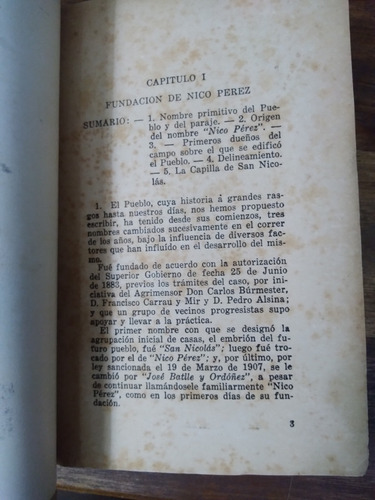 CAPITULO I
FUNDACION DE NICO PEREZ
SUMARIO: — 1. Nombre primitivo del Pue-
blo y del paraje. — 2. Origen
del nombre "Nico Pérez". —
3. — Primeros dueños del
campo sobre el que se edificó
el Pueblo. — 4. Delineamiento.
— 5. La Capilla de San Nico-
lás.
1. El Pueblo, cuya historia á grandes ras-
gos hasta nuestros días, nos hemos propuesto
escribir, ha tenido desde sus comienzos, tres
nombres cambiados sucesivamente en el correr
de los años, bajo la influencia de diversos fac-
tores que han influído en el desarrollo del mis-
mo.
Fué fundado de acuerdo con la autorización
del Superior Gobierno de fecha 25 de Junio
de 1883, previos los trámites del caso, por ini-
ciativa del Agrimensor Don Carlos Búrmester,
D. Francisco Carrau y Mir y D. Pedro Alsina;
y que un grupo de vecinos progresistas supo
apoyar y llevar a la práctica.
El primer nombre con que se designó la
agrupación inicial de casas, el embrión del fu-
turo pueblo, fué "San Nicolás"; luego fué troca-
do por el de "Nico Pérez"; y, por último, por
ley sancionada el 19 de Marzo de 1907, se le
cambió por "José Batlle y Ordóñez", a pesar
de continuar llamándosele familiarmente "Nico
Pérez", como en los primeros días de su fun-
dación.
3